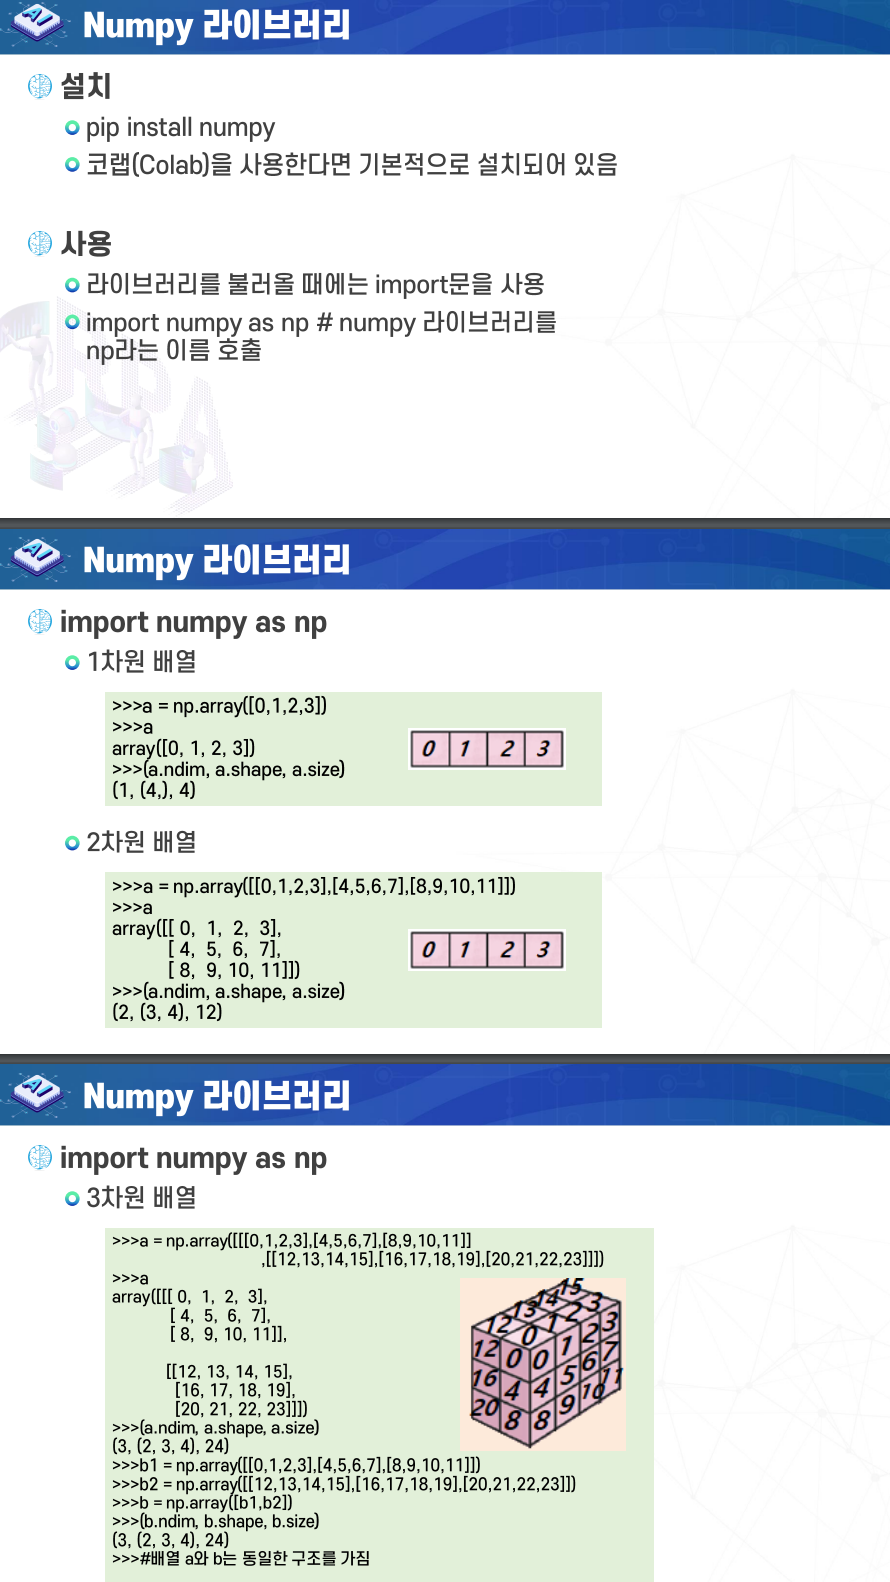 AI
Numpy 라이브러리
설치
pip install numpy
코랩(Colab)을 사용한다면 기본적으로 설치되어 있음
사용
라이브러리를 불러올 때에는 import문을 사용
import numpy as np # numpy 라이브러리를
np라는 이름 호출
RPA
AI
Numpy 라이브러리
import numpy as np
1차원 배열
>>>a = np.array([0,1,2,3])
>>>a
array([0, 1, 2, 3])
>>>(a.ndim, a.shape, a.size)
(1, (4,), 4)
0 1 2 3
2차원 배열
>>>a = np.array([[0,1,2,3],[4,5,6,7],[8,9,10,11]])
>>>a
array([[ 0, 1, 2, 3],
[ 4, 5, 6, 7],
[ 8, 9, 10, 11]])
>>>(a.ndim, a.shape, a.size)
(2, (3, 4), 12)
0 1 2 3
AI
Numpy 라이브러리
import numpy as np
3차원 배열
>>>a = np.array([[[0,1,2,3],[4,5,6,7],[8,9,10,11]]
,[[12,13,14,15],[16,17,18,19],[20,21,22,23]]])
>>>a
array([[[ 0, 1, 2, 3],
[ 4, 5, 6, 7],
[ 8, 9, 10, 11]],
[[12, 13, 14, 15],
[16, 17, 18, 19],
[20, 21, 22, 23]]])
>>>(a.ndim, a.shape, a.size)
(3, (2, 3, 4), 24)
>>>b1 = np.array([[0,1,2,3],[4,5,6,7],[8,9,10,11]])
>>>b2 = np.array([[12,13,14,15],[16,17,18,19],[20,21,22,23]])
>>>b = np.array([b1,b2])
>>>(b.ndim, b.shape, b.size)
(3, (2, 3, 4), 24)
>>>#배열 a와 b는 동일한 구조를 가짐
12 13 14 15
0 1 2 3
12 0 0 1 2 3
16 4 4 5 6 7
20 8 8 9 10 11